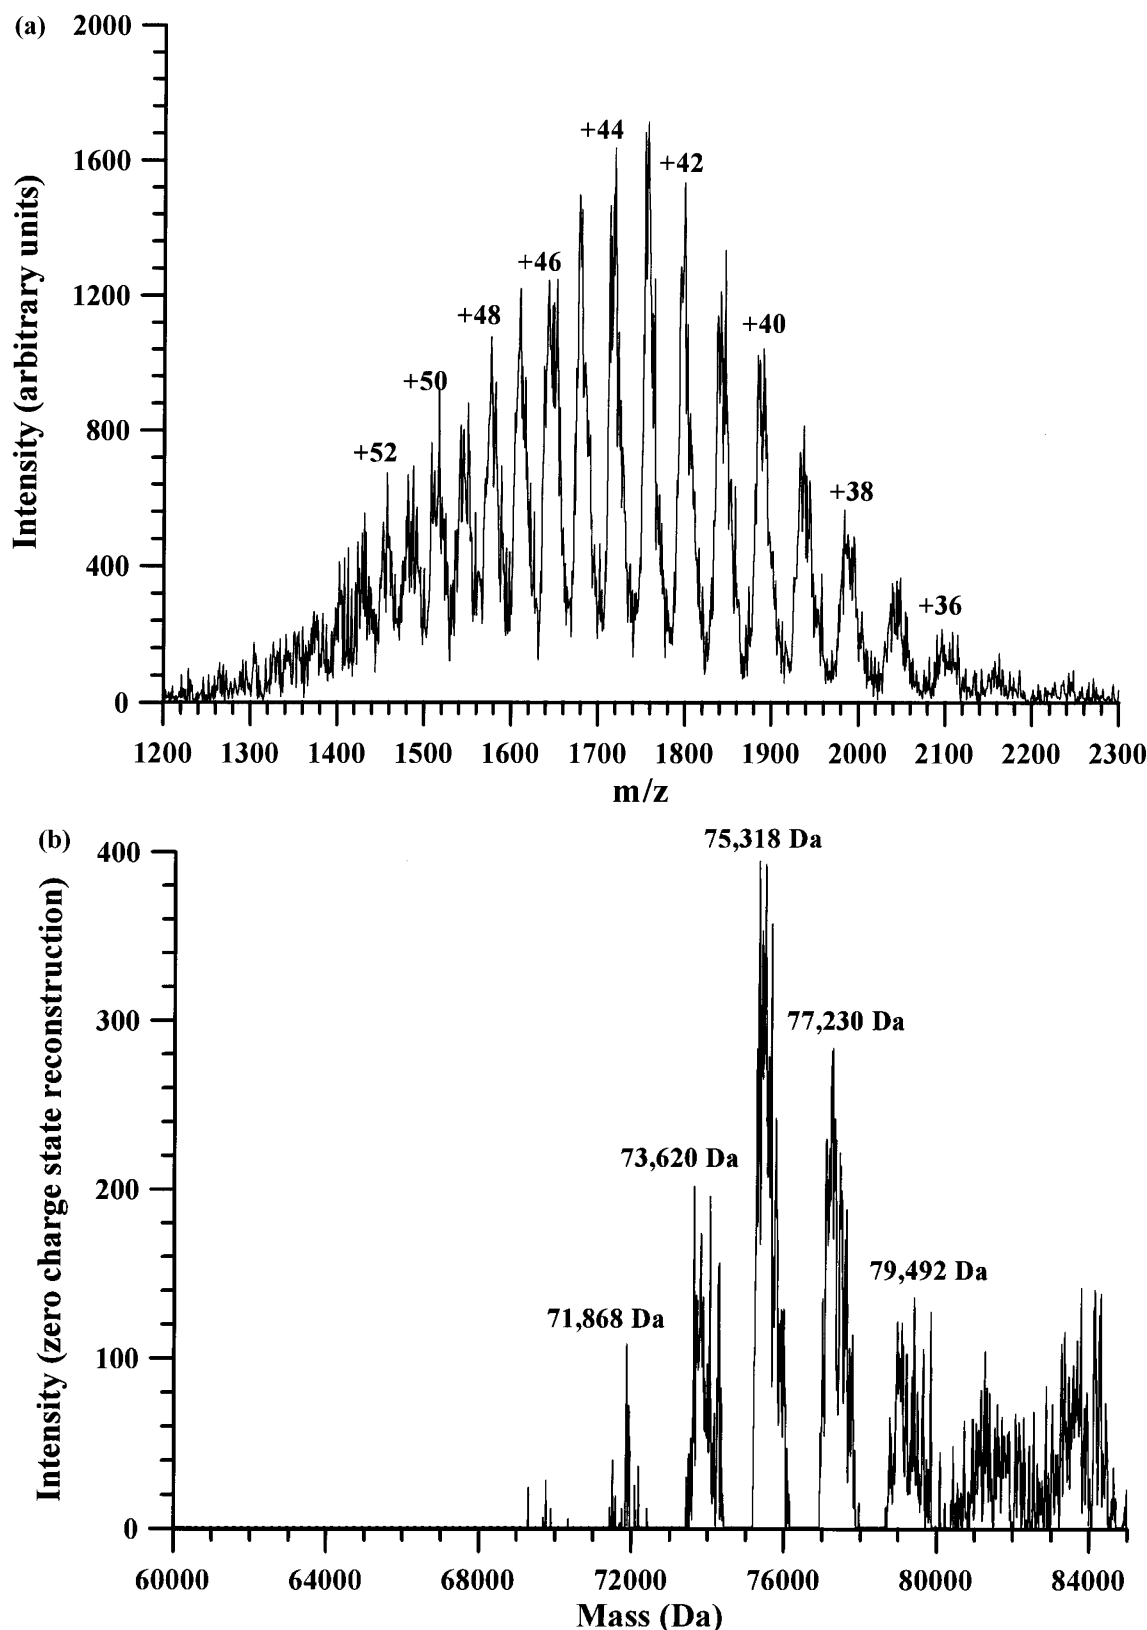 (a)
2000
1600
1200
800
400
0
Intensity (arbitrary units)
+52
+50
+48
+46
+44
+42
+40
+38
+36
1200 1300 1400 1500 1600 1700 1800 1900 2000 2100 2200 2300
m/z
(b)
400
300
200
100
0
Intensity (zero charge state reconstruction)
71,868 Da
73,620 Da
75,318 Da
77,230 Da
79,492 Da
60000 64000 68000 72000 76000 80000 84000
Mass (Da)